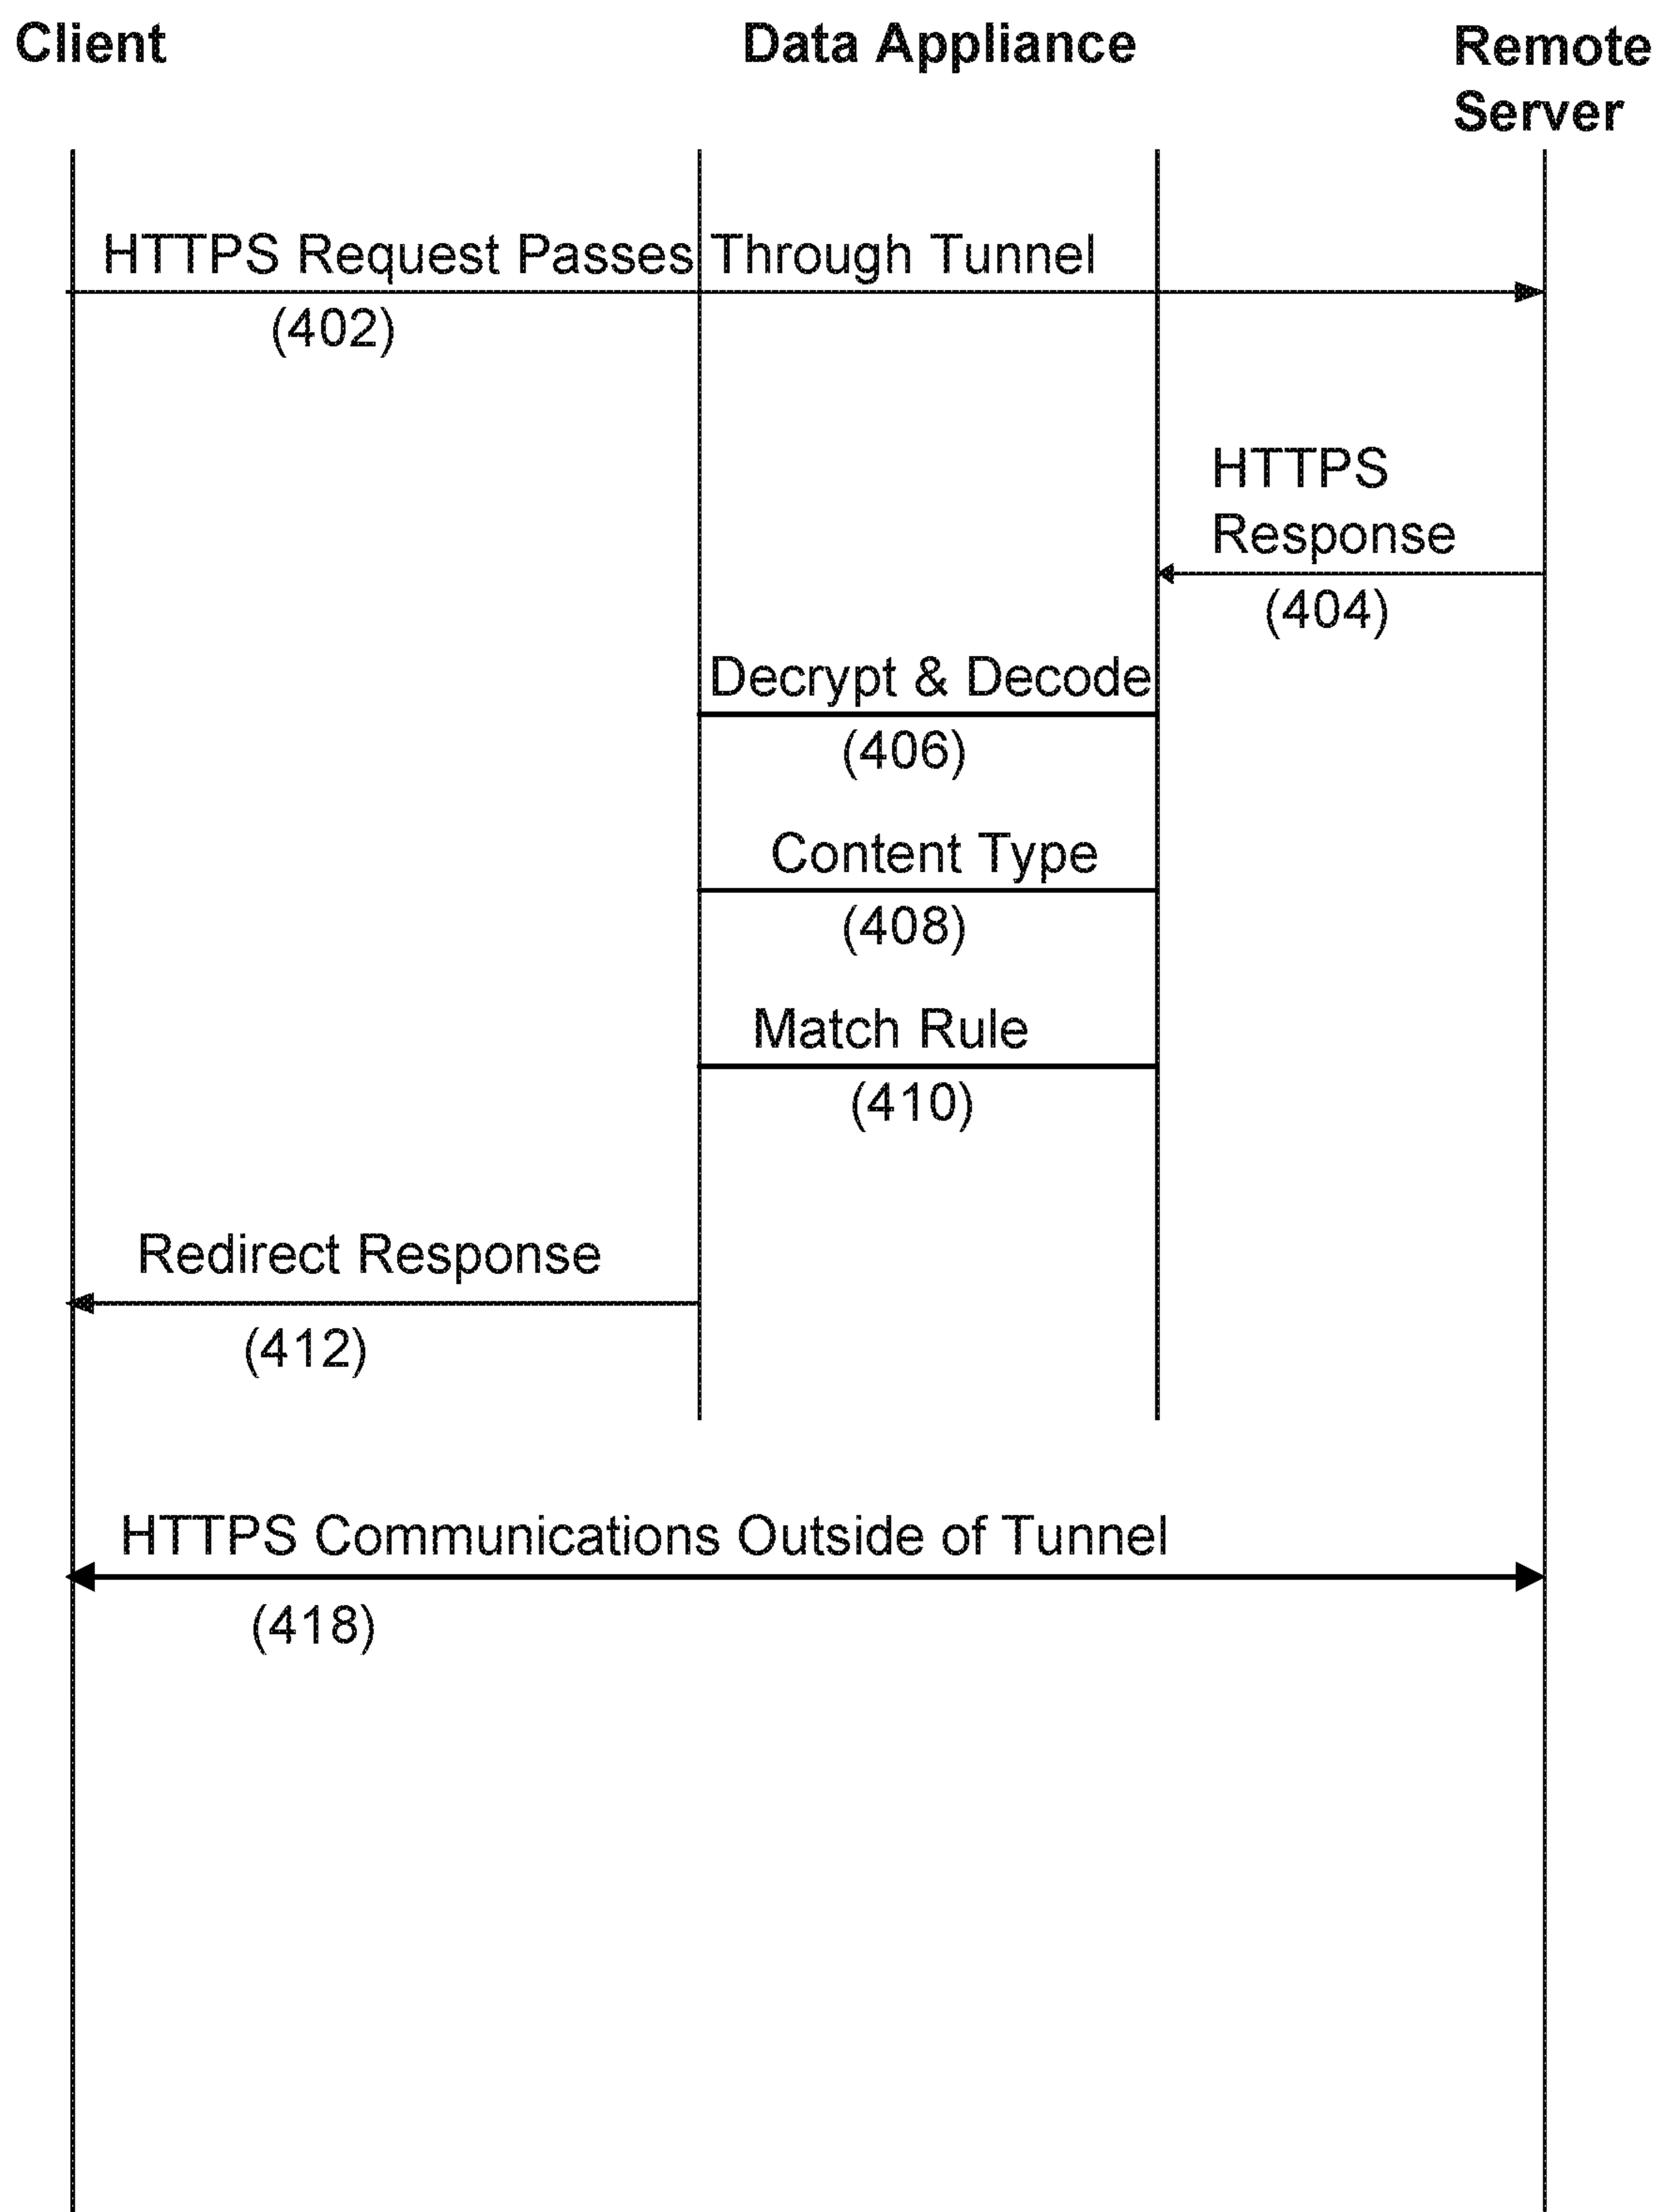 Client
Data Appliance
Remote
Server
HTTPS Request Passes Through Tunnel
(402)
HTTPS
Response
(404)
Decrypt & Decode
(406)
Content Type
(408)
Match Rule
(410)
Redirect Response
(412)
HTTPS Communications Outside of Tunnel
(418)